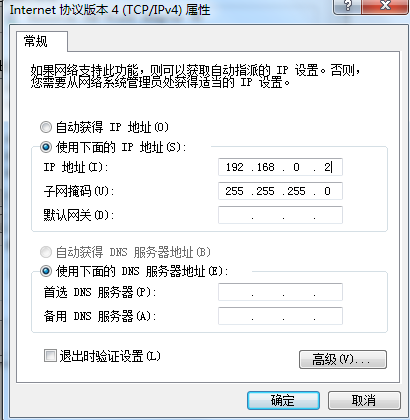 Internet 协议版本 4 (TCP/IPv4) 属性
常规
如果网络支持此功能，则可以获取自动指派的 IP 设置。否则，
您需要从网络系统管理员处获得适当的 IP 设置。
自动获得 IP 地址(O)
使用下面的 IP 地址(S):
IP 地址(I): 192 .168 . 0 . 2
子网掩码(U): 255 .255 .255 . 0
默认网关(D): . . .
自动获得 DNS 服务器地址(B)
使用下面的 DNS 服务器地址(E):
首选 DNS 服务器(P): . . .
备用 DNS 服务器(A): . . .
退出时验证设置(L)
高级(V)...
确定 取消